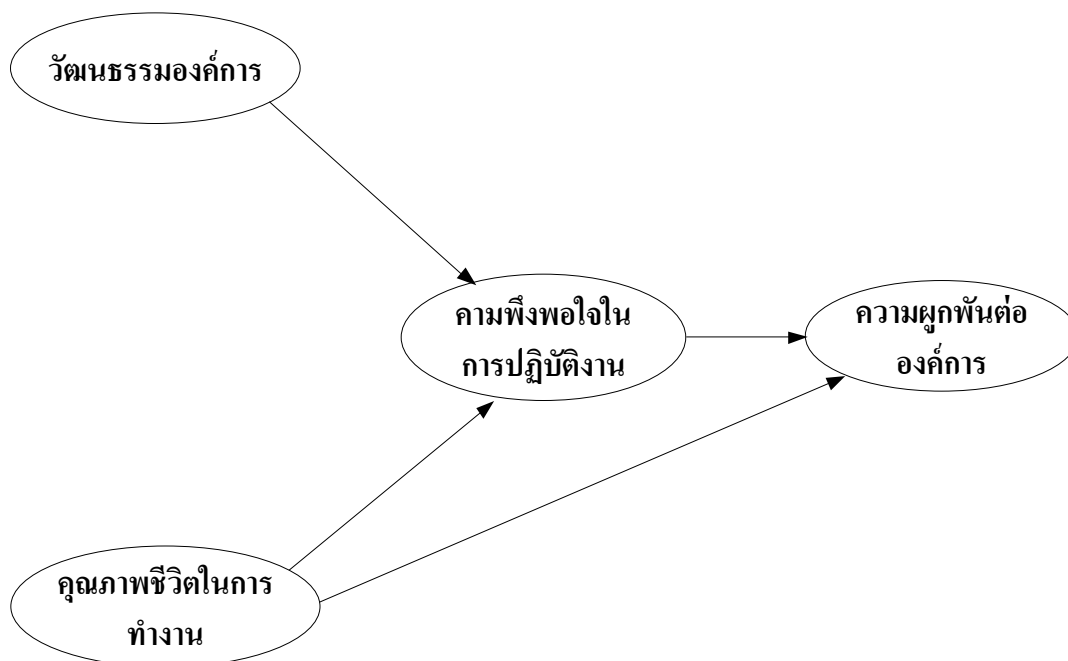 วัฒนธรรมองค์การ
คามพึงพอใจใน
การปฏิบัติงาน
ความผูกพันต่อ
องค์การ
คุณภาพชีวิตในการ
ทำงาน